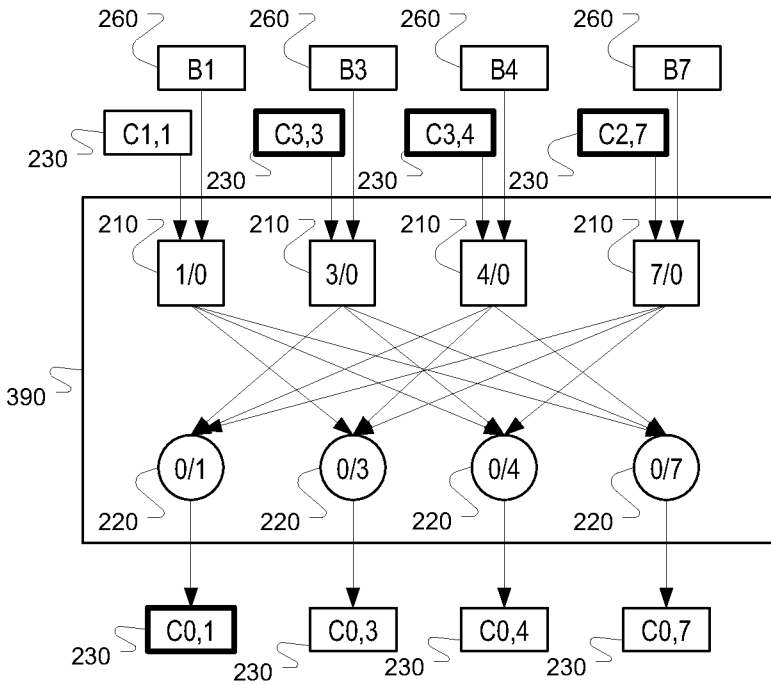 260 260 260 260
B1 B3 B4 B7
C1,1 C3,3 C3,4 C2,7
230 230 230 230
210 210 210 210
1/0 3/0 4/0 7/0
390
0/1 0/3 0/4 0/7
220 220 220 220
C0,1 C0,3 C0,4 C0,7
230 230 230 230